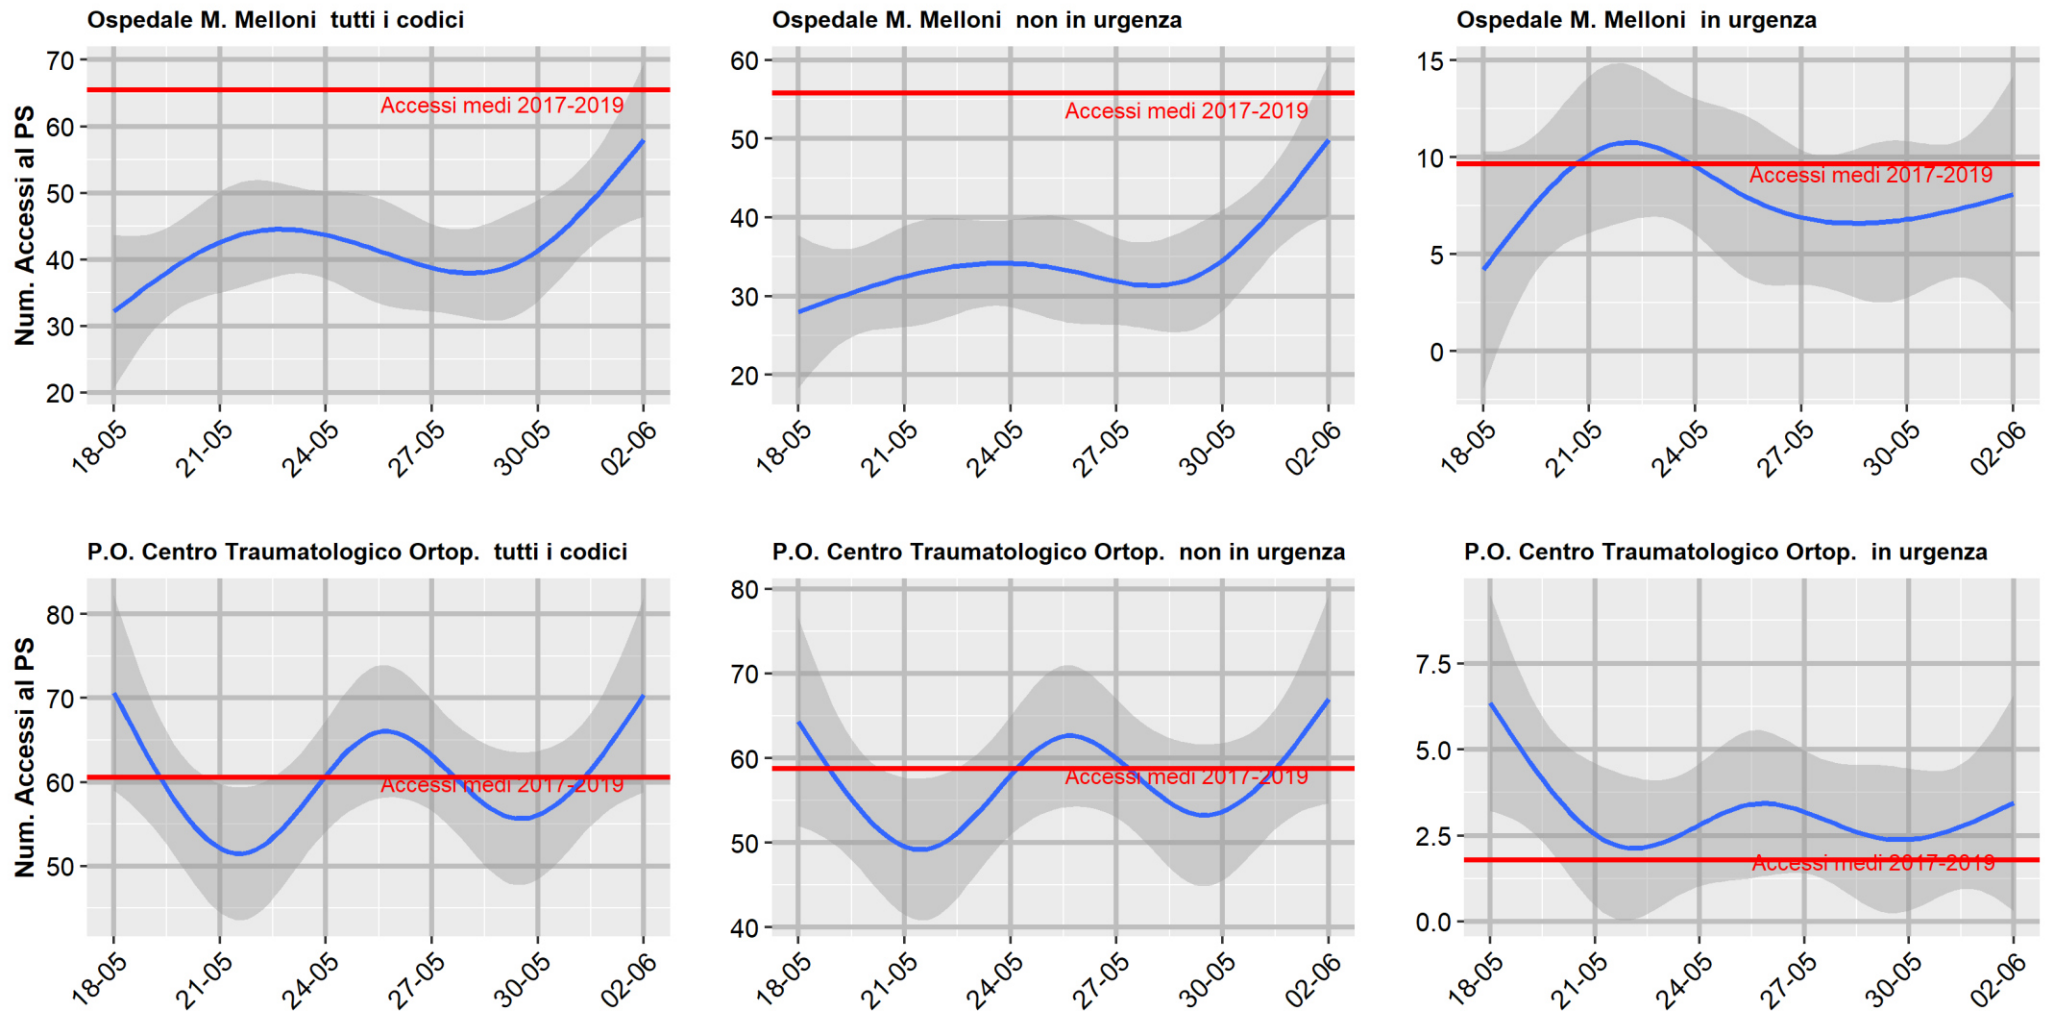 Ospedale M. Melloni  tutti i codici
Num. Accessi al PS
70
60
50
40
30
20
Accessi medi 2017-2019
18-05 21-05 24-05 27-05 30-05 02-06
Ospedale M. Melloni  non in urgenza
60
50
40
30
20
Accessi medi 2017-2019
18-05 21-05 24-05 27-05 30-05 02-06
Ospedale M. Melloni  in urgenza
15
10
5
0
Accessi medi 2017-2019
18-05 21-05 24-05 27-05 30-05 02-06
P.O. Centro Traumatologico Ortop.  tutti i codici
Num. Accessi al PS
80
70
60
50
Accessi medi 2017-2019
18-05 21-05 24-05 27-05 30-05 02-06
P.O. Centro Traumatologico Ortop.  non in urgenza
80
70
60
50
40
Accessi medi 2017-2019
18-05 21-05 24-05 27-05 30-05 02-06
P.O. Centro Traumatologico Ortop.  in urgenza
7.5
5.0
2.5
0.0
Accessi medi 2017-2019
18-05 21-05 24-05 27-05 30-05 02-06